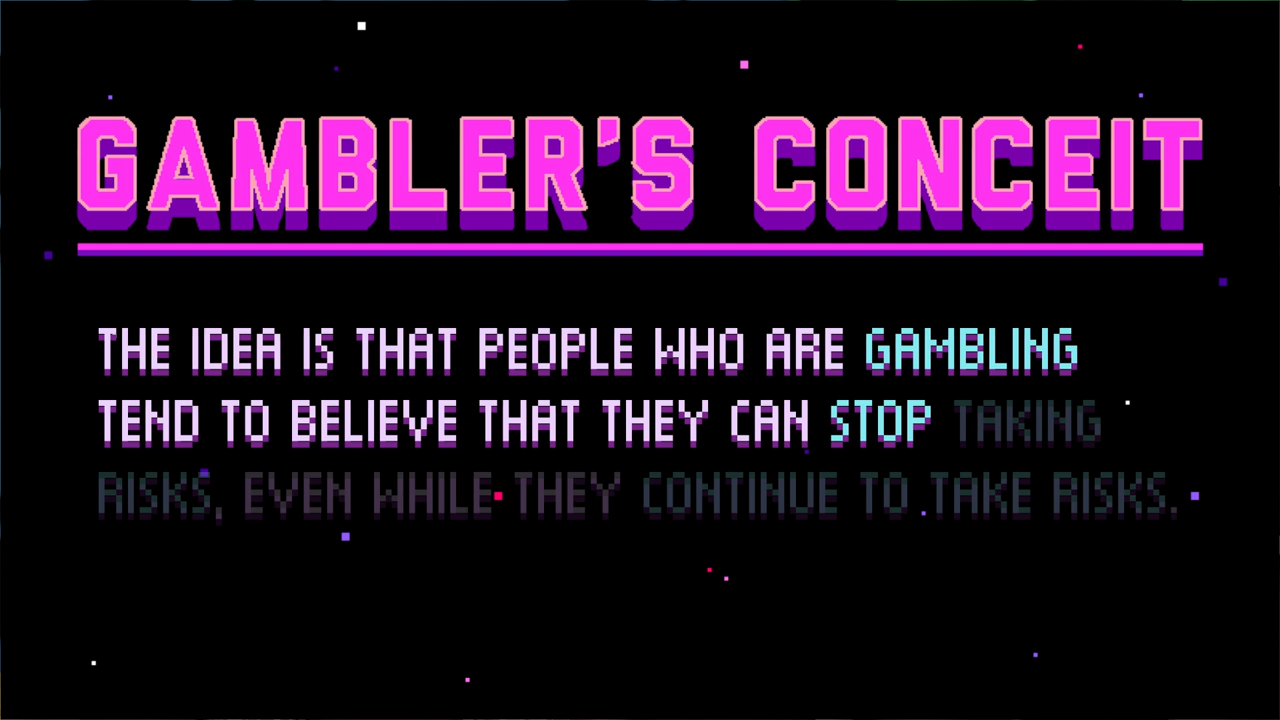 GAMBLER'S CONCEIT
THE IDEA IS THAT PEOPLE WHO ARE GAMBLING
TEND TO BELIEVE THAT THEY CAN STOP TAKING
RISKS, EVEN WHILE THEY CONTINUE TO TAKE RISKS.